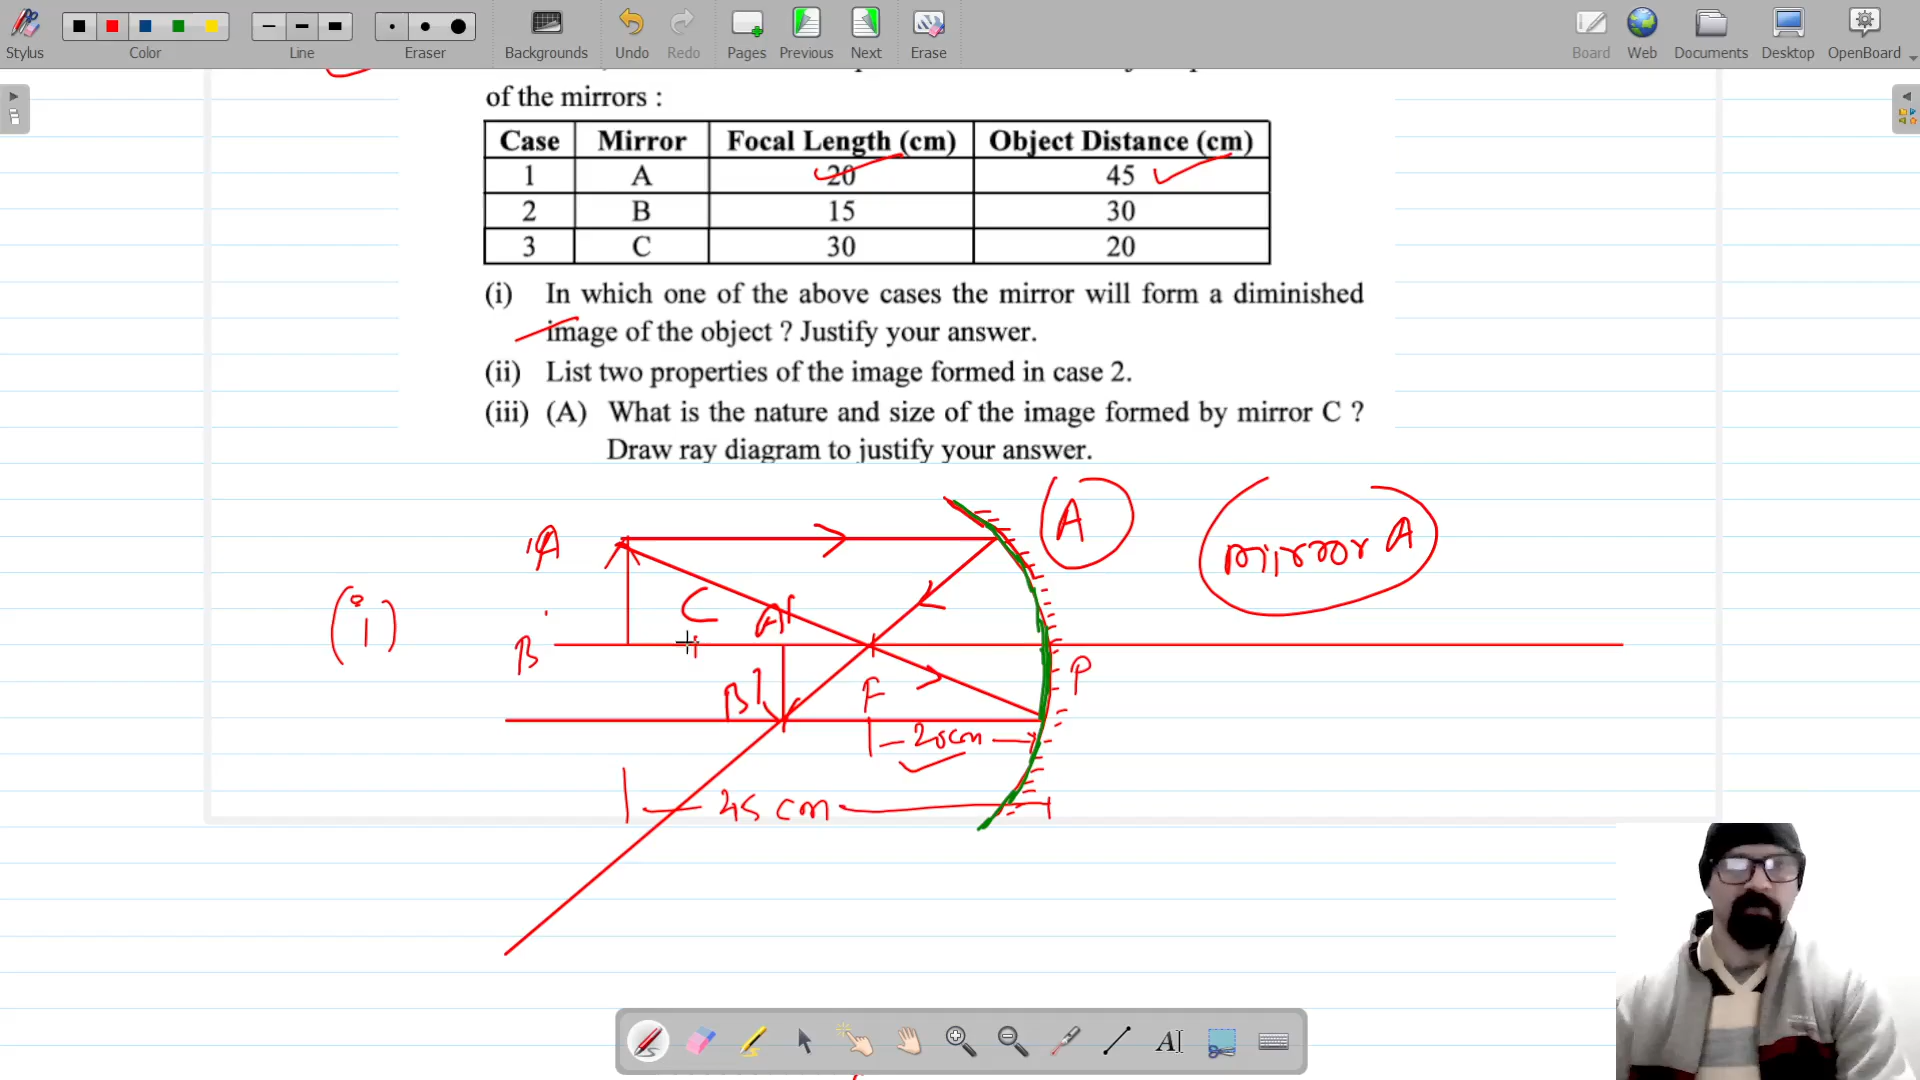 Stylus Color Line Eraser Backgrounds Undo Redo Pages Previous Next Erase Board Web Documents Desktop OpenBoard
of the mirrors :
Case Mirror Focal Length (cm) Object Distance (cm)
1 A 20 45
2 B 15 30
3 C 30 20
(i) In which one of the above cases the mirror will form a diminished
image of the object ? Justify your answer.
(ii) List two properties of the image formed in case 2.
(iii) (A) What is the nature and size of the image formed by mirror C ?
Draw ray diagram to justify your answer.
A
mirror A
A
C
A'
(i)
B
P
B'
F
20cm
45 cm